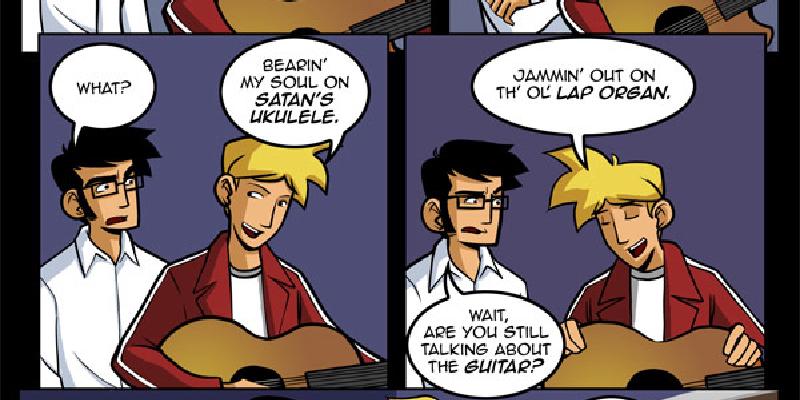 WHAT?
BEARIN'
MY SOUL ON
SATAN'S
UKULELE.
JAMMIN' OUT ON
TH' OL' LAP ORGAN.
WAIT,
ARE YOU STILL
TALKING ABOUT
THE GUITAR?